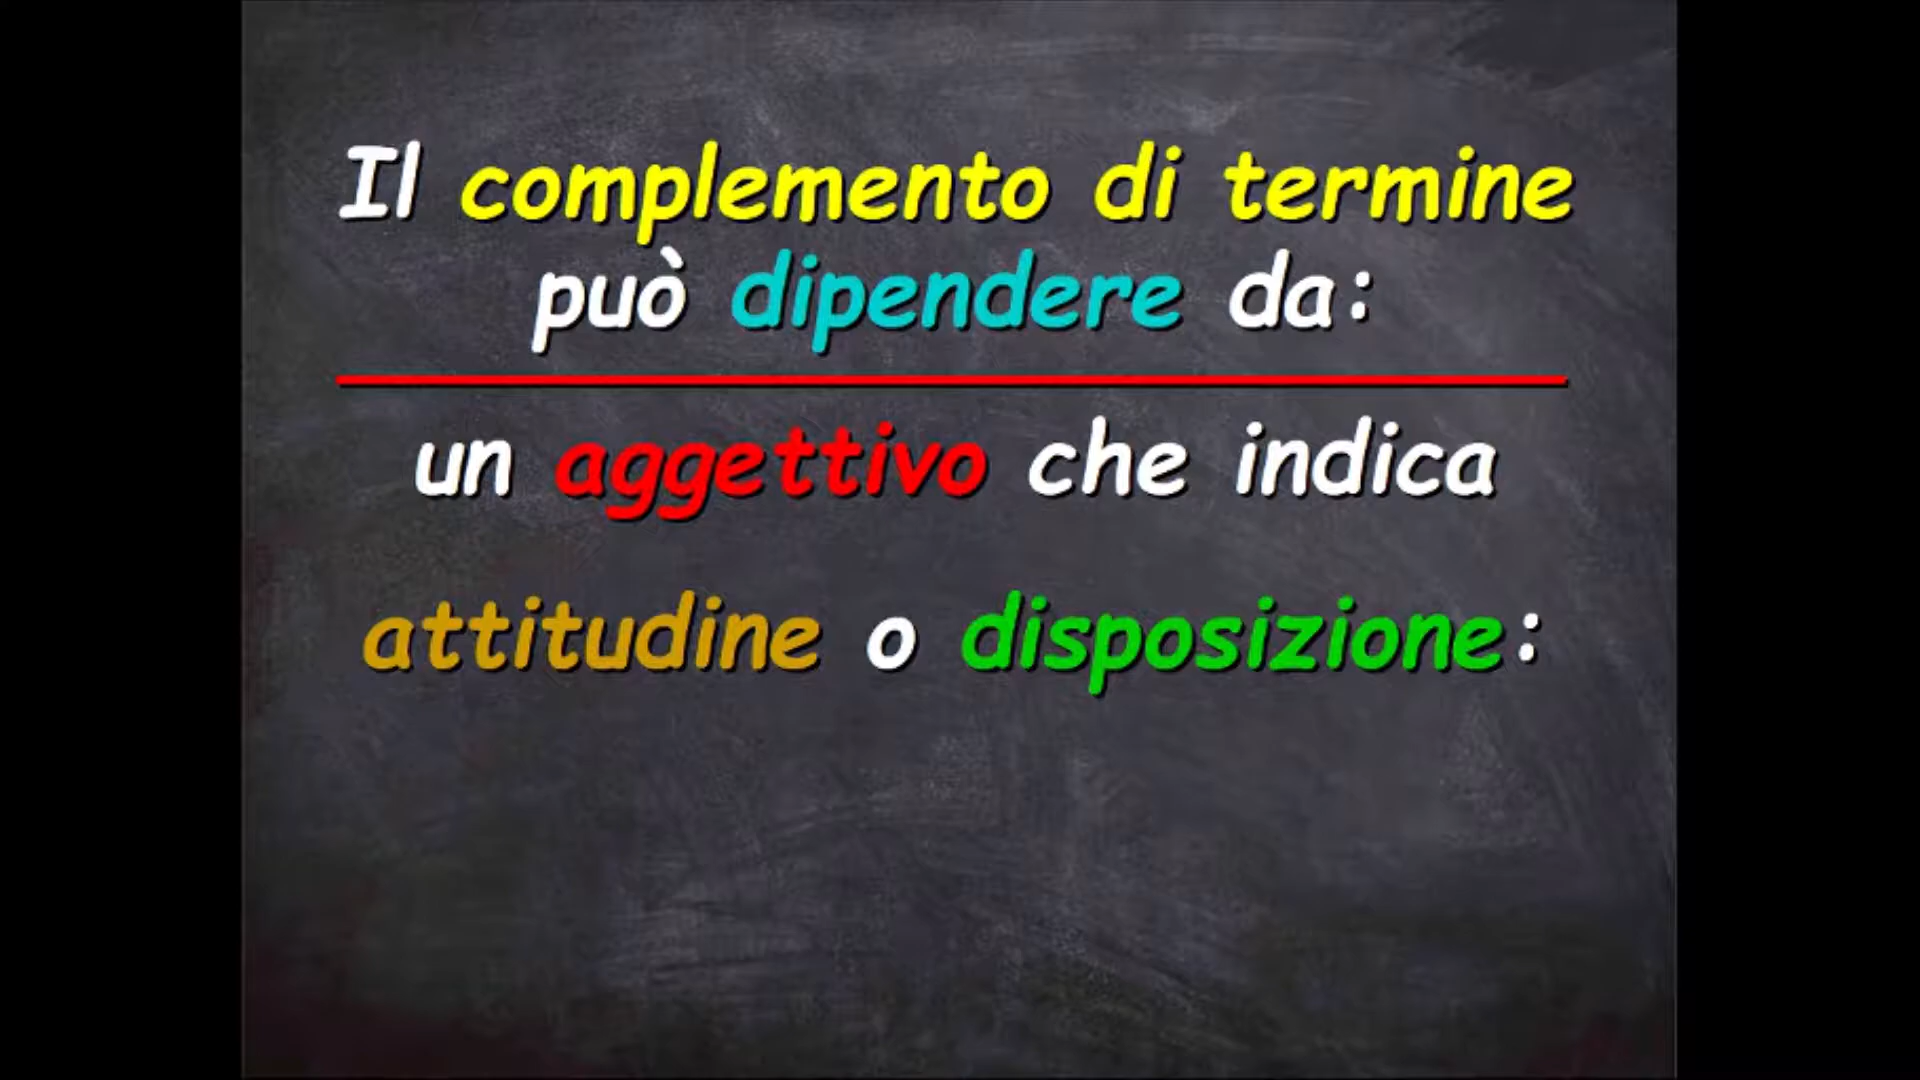 Il complemento di termine
può dipendere da:
un aggettivo che indica
attitudine o disposizione: